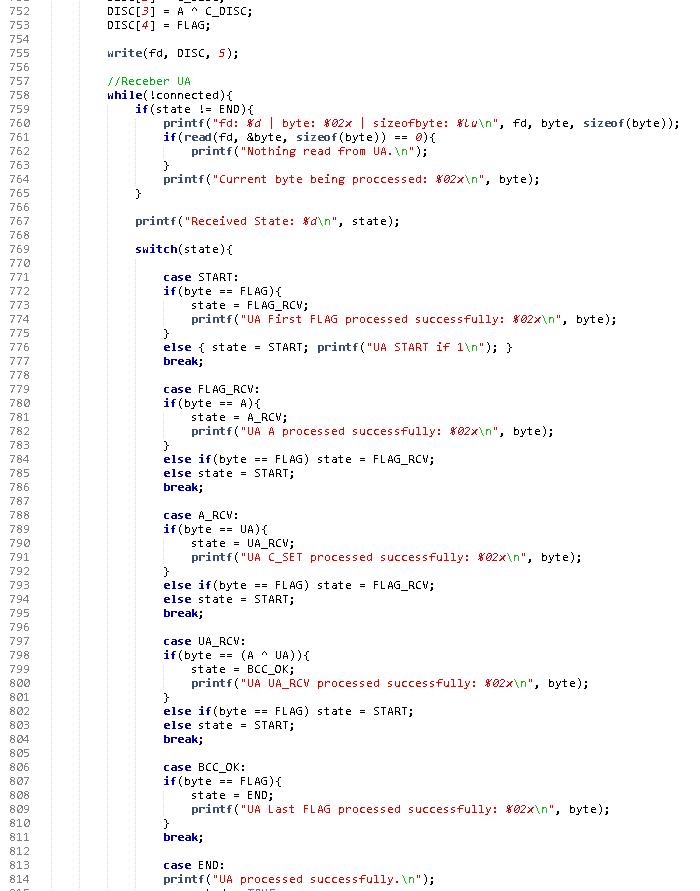 752 DISC[3] = A ^ C_DISC;
753 DISC[4] = FLAG;
754
755 write(fd, DISC, 5);
756
757 //Receber UA
758 while(!connected){
759 if(state != END){
760 printf("fd: %d | byte: %02x | sizeofbyte: %lu\n", fd, byte, sizeof(byte));
761 if(read(fd, &byte, sizeof(byte)) == 0){
762 printf("Nothing read from UA.\n");
763 }
764 printf("Current byte being proccessed: %02x\n", byte);
765 }
766
767 printf("Received State: %d\n", state);
768
769 switch(state){
770
771 case START:
772 if(byte == FLAG){
773 state = FLAG_RCV;
774 printf("UA First FLAG processed successfully: %02x\n", byte);
775 }
776 else { state = START; printf("UA START if 1\n"); }
777 break;
778
779 case FLAG_RCV:
780 if(byte == A){
781 state = A_RCV;
782 printf("UA A processed successfully: %02x\n", byte);
783 }
784 else if(byte == FLAG) state = FLAG_RCV;
785 else state = START;
786 break;
787
788 case A_RCV:
789 if(byte == UA){
790 state = UA_RCV;
791 printf("UA C_SET processed successfully: %02x\n", byte);
792 }
793 else if(byte == FLAG) state = FLAG_RCV;
794 else state = START;
795 break;
796
797 case UA_RCV:
798 if(byte == (A ^ UA)){
799 state = BCC_OK;
800 printf("UA UA_RCV processed successfully: %02x\n", byte);
801 }
802 else if(byte == FLAG) state = START;
803 else state = START;
804 break;
805
806 case BCC_OK:
807 if(byte == FLAG){
808 state = END;
809 printf("UA Last FLAG processed successfully: %02x\n", byte);
810 }
811 break;
812
813 case END:
814 printf("UA processed successfully.\n");